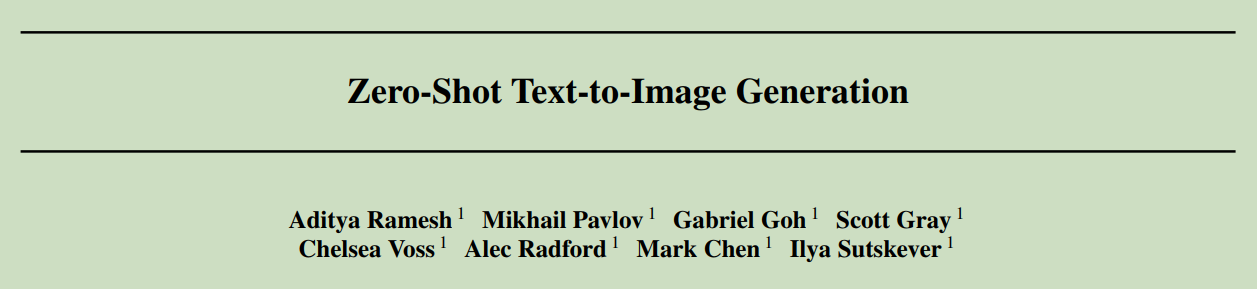 Zero-Shot Text-to-Image Generation
Aditya Ramesh 1 Mikhail Pavlov 1 Gabriel Goh 1 Scott Gray 1
Chelsea Voss 1 Alec Radford 1 Mark Chen 1 Ilya Sutskever 1